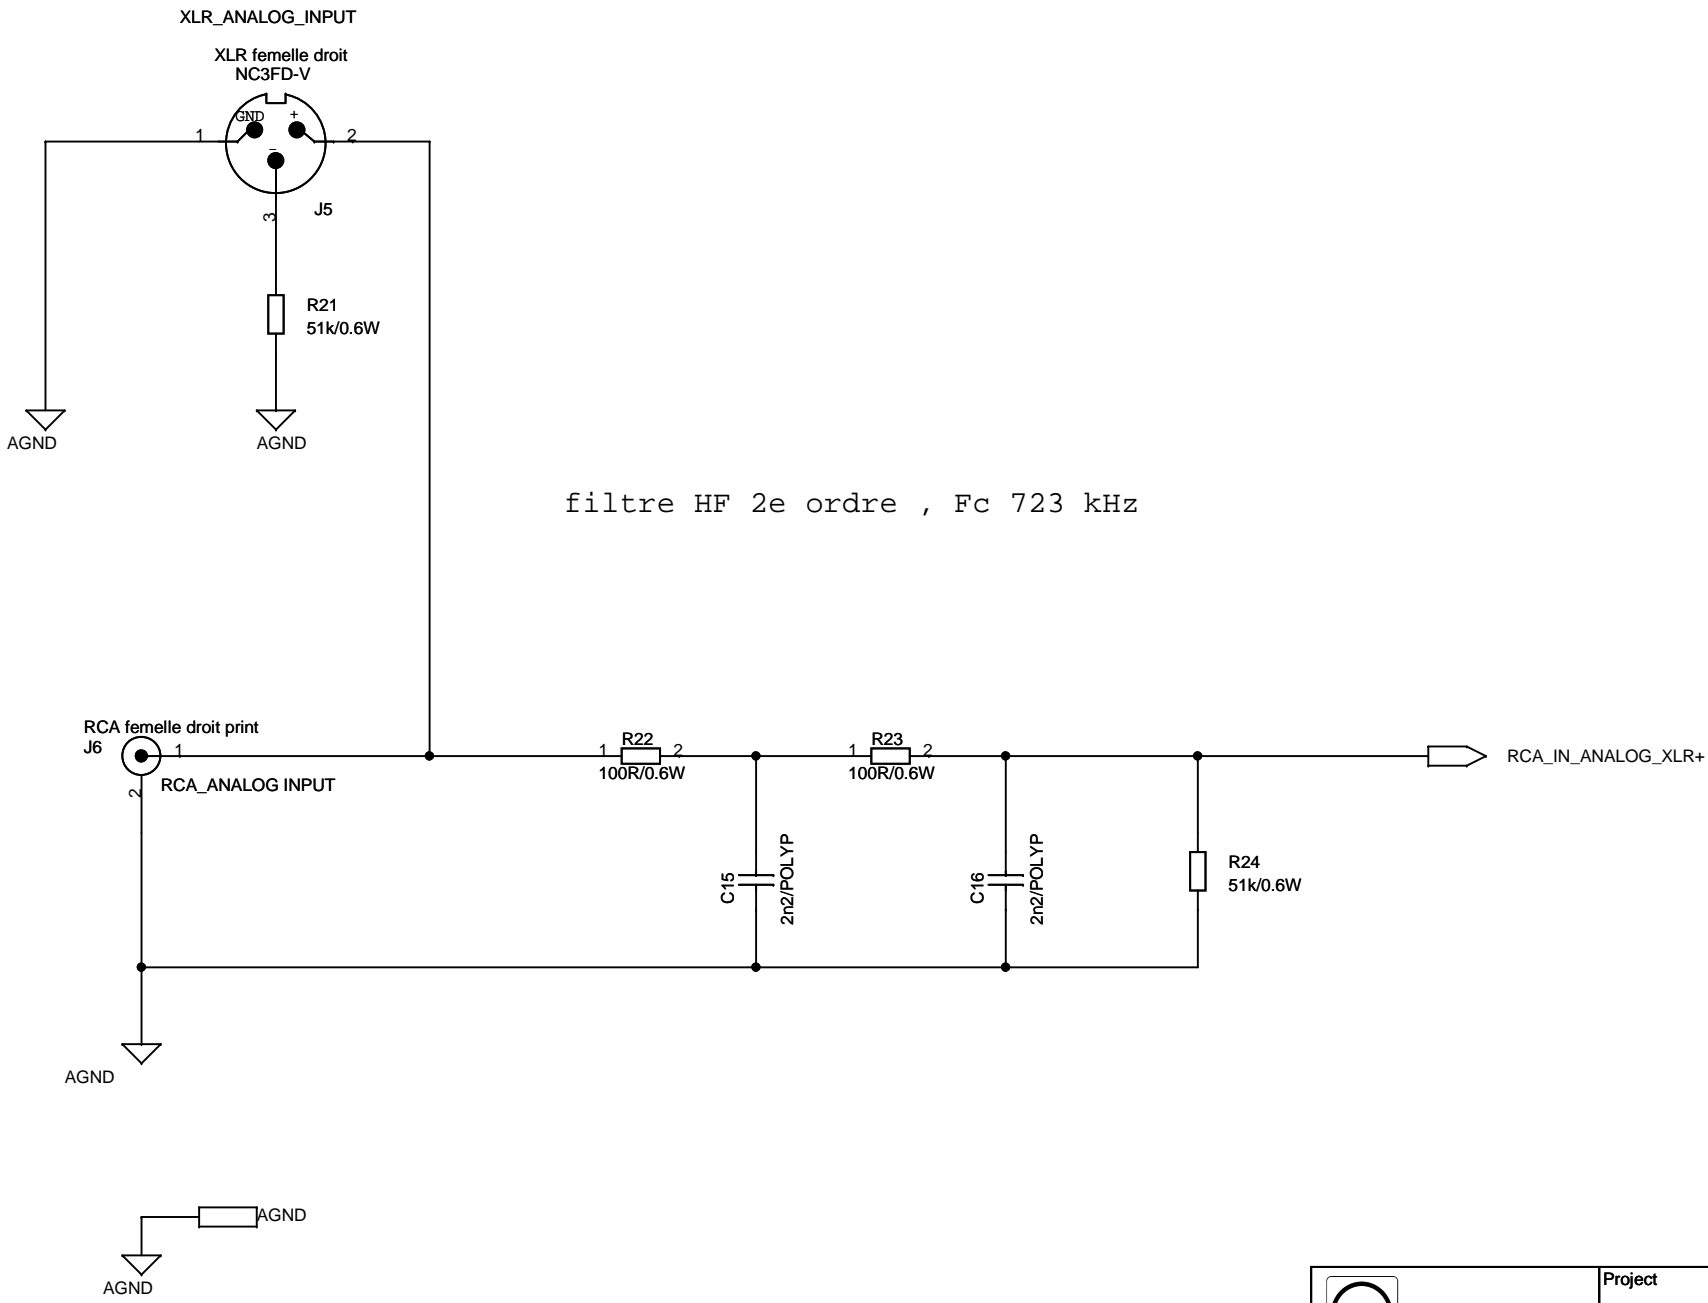 XLR_ANALOG_INPUT
XLR femelle droit
NC3FD-V
GND
+
1
2
−
J5
3
R21
51k/0.6W
AGND
AGND
filtre HF 2e ordre , Fc 723 kHz
RCA femelle droit print
J6
1
RCA_ANALOG INPUT
2
1
R22
2
100R/0.6W
1
R23
2
100R/0.6W
RCA_IN_ANALOG_XLR+
C15
2n2/POLYP
C16
2n2/POLYP
R24
51k/0.6W
AGND
AGND
AGND
Project